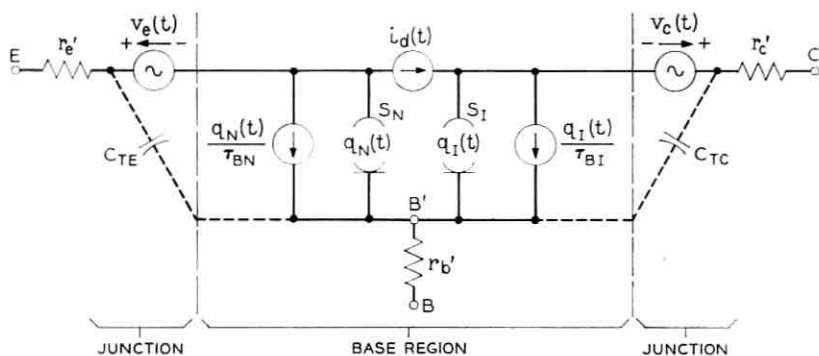 v_e(t)
v_c(t)
+
−
i_d(t)
−
+
E
r_e'
r_c'
C
S_N
S_I
q_N(t)/τ_BN
q_N(t)
q_I(t)
q_I(t)/τ_BI
C_TE
C_TC
B'
r_b'
B
JUNCTION
BASE REGION
JUNCTION